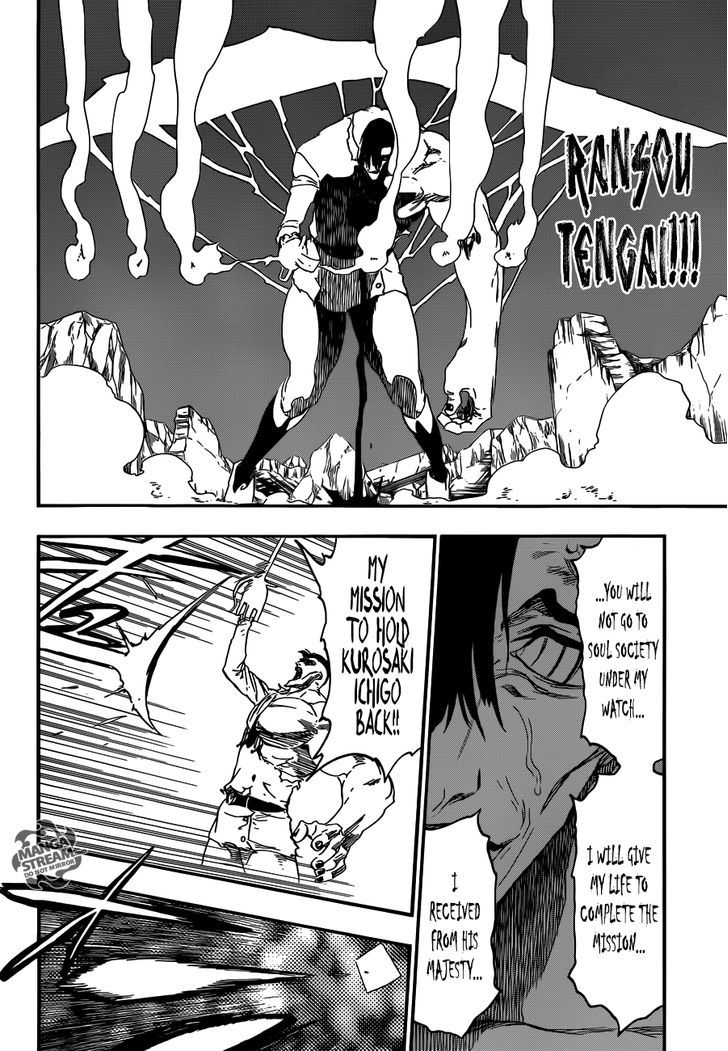 RANSOU
TENGAI!!!
...YOU WILL
NOT GO TO
SOUL SOCIETY
UNDER MY
WATCH...
I WILL GIVE
MY LIFE TO
COMPLETE THE
MISSION...
I
RECEIVED
FROM HIS
MAJESTY...
MY
MISSION
TO HOLD
KUROSAKI
ICHIGO
BACK!!
MANGA
STREAM
DO NOT MIRROR